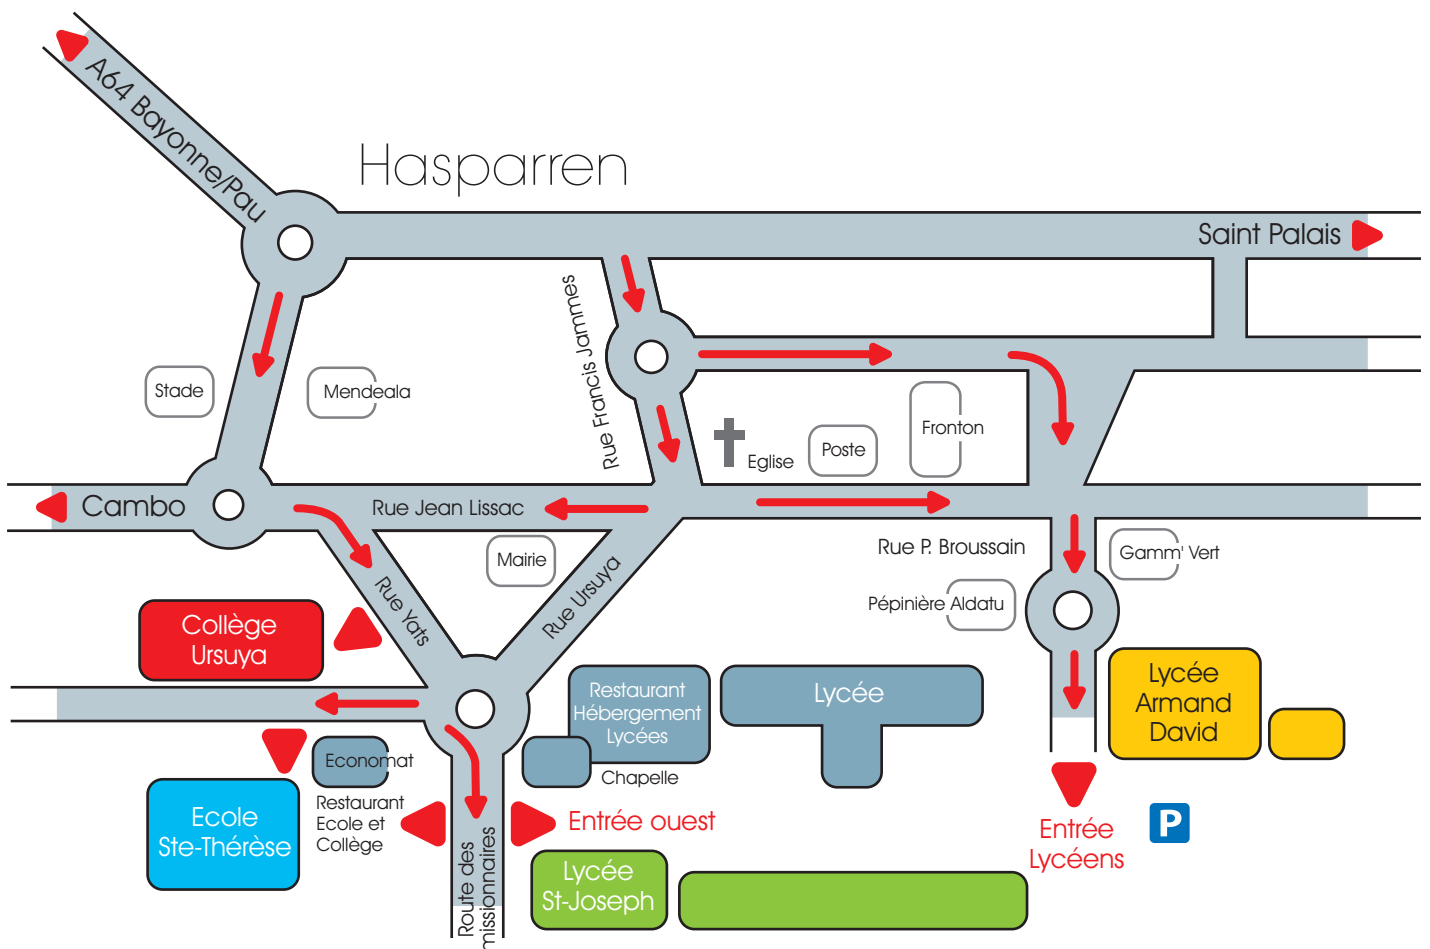 A64 Bayonne/Pau
Hasparren
Saint Palais
Rue Francis Jammes
Stade
Mendeala
Fronton
Eglise
Poste
Cambo
Rue Jean Lissac
Mairie
Rue P. Broussain
Gamm' Vert
Rue Yats
Rue Ursuya
Pépinière Aldatu
Collège
Ursuya
Restaurant
Hébergement
Lycées
Lycée
Lycée
Armand
David
Economat
Chapelle
Restaurant
Ecole et
Collège
Ecole
Ste-Thérèse
Entrée ouest
Entrée
Lycéens
P
Route des
missionnaires
Lycée
St-Joseph